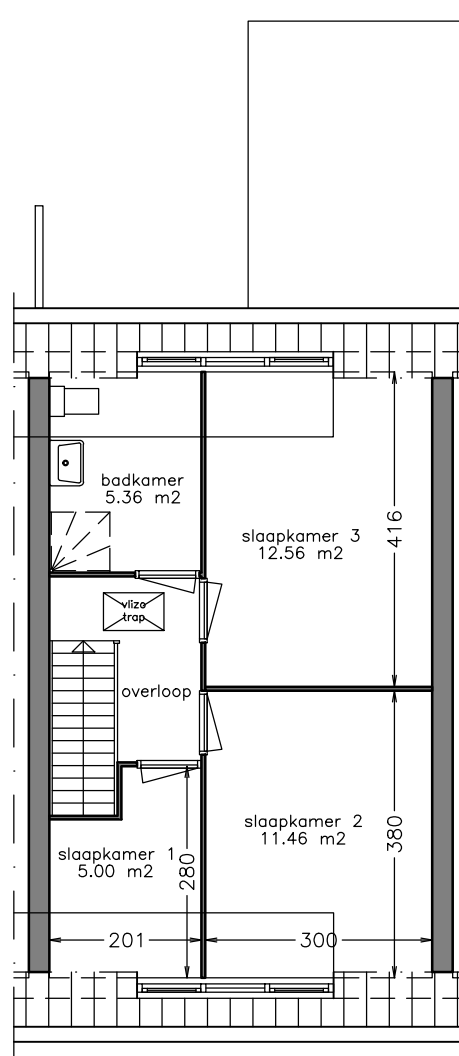 badkamer
5.36 m2
slaapkamer 3
12.56 m2
416
vlizo
trap
overloop
slaapkamer 2
11.46 m2
380
slaapkamer 1
5.00 m2
280
201
300